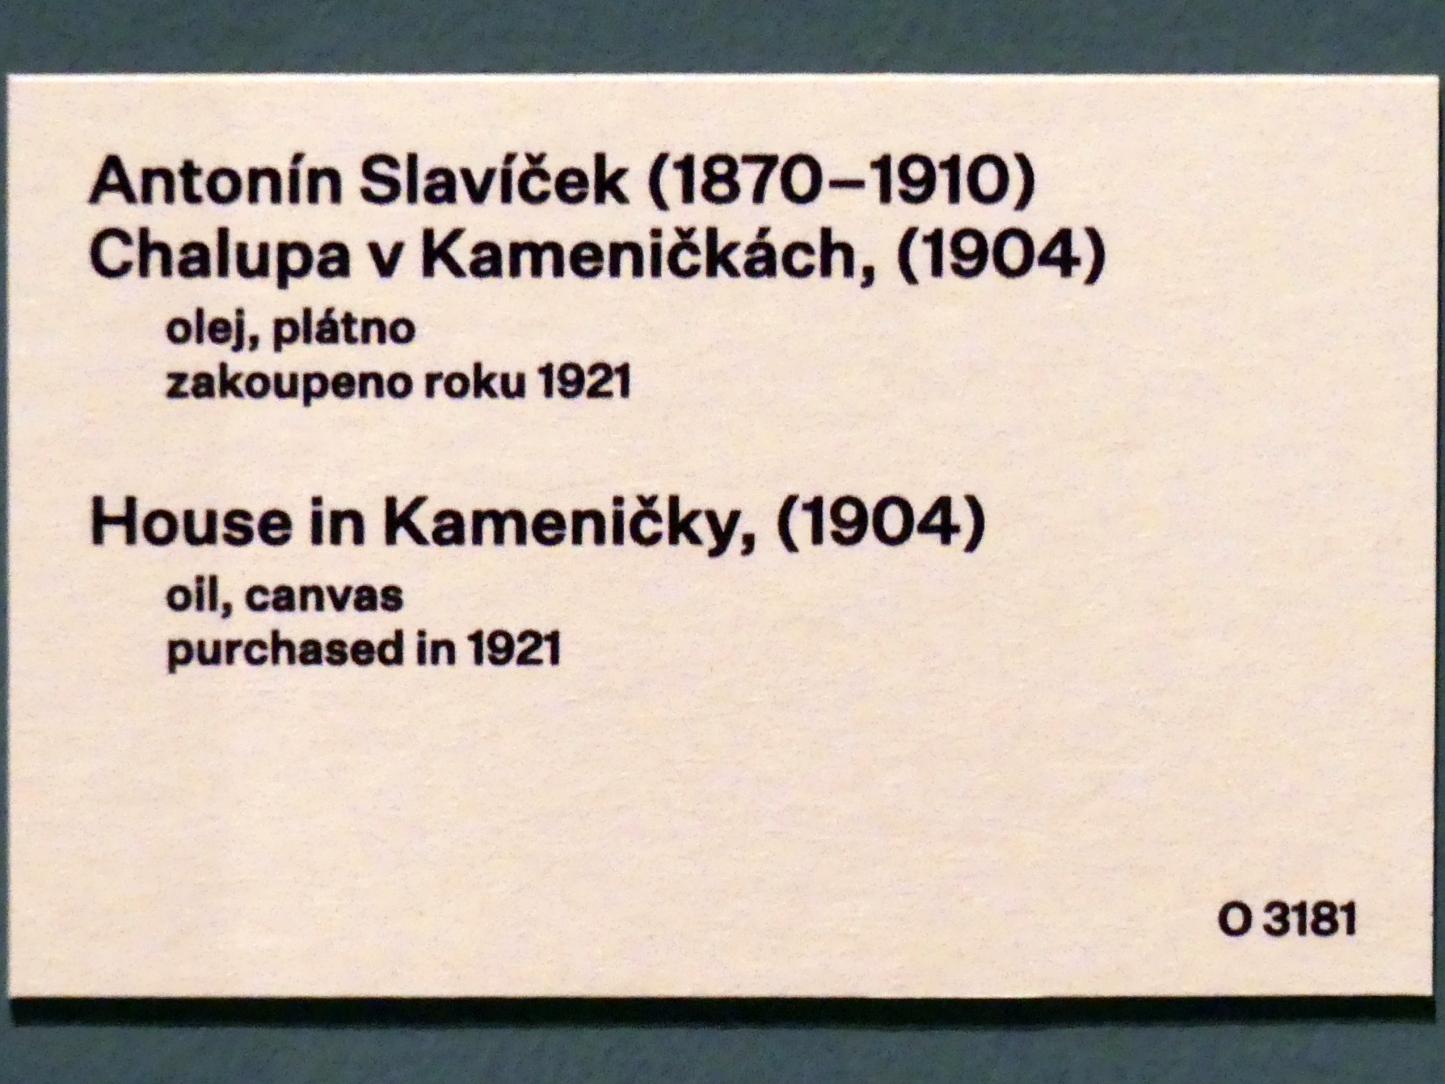 Antonín Slavíček (1870–1910)
Chalupa v Kameničkách, (1904)
olej, plátno
zakoupeno roku 1921
House in Kameničky, (1904)
oil, canvas
purchased in 1921
O 3181